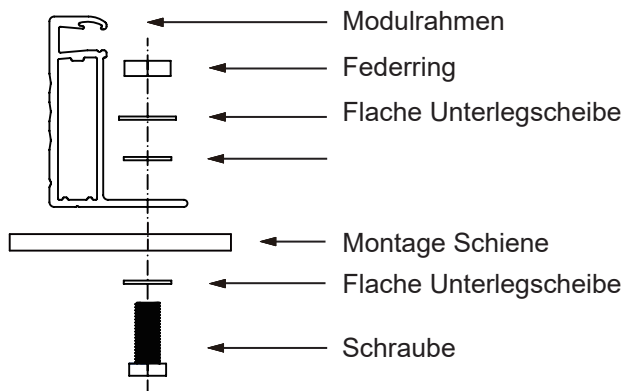 Modulrahmen
Federring
Flache Unterlegscheibe
Montage Schiene
Flache Unterlegscheibe
Schraube